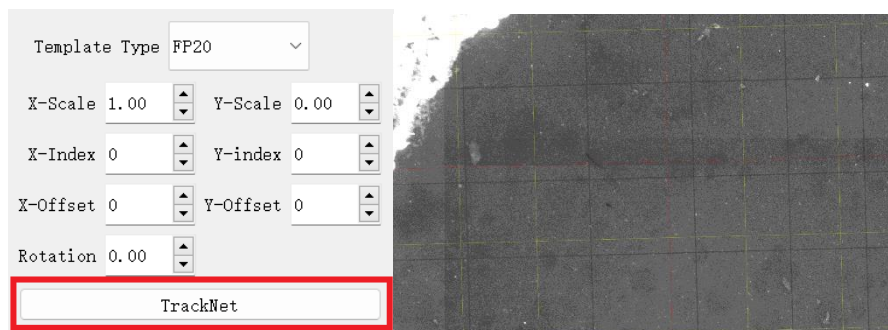 Template Type FP20
X-Scale 1.00 Y-Scale 0.00
X-Index 0 Y-index 0
X-Offset 0 Y-Offset 0
Rotation 0.00
TrackNet